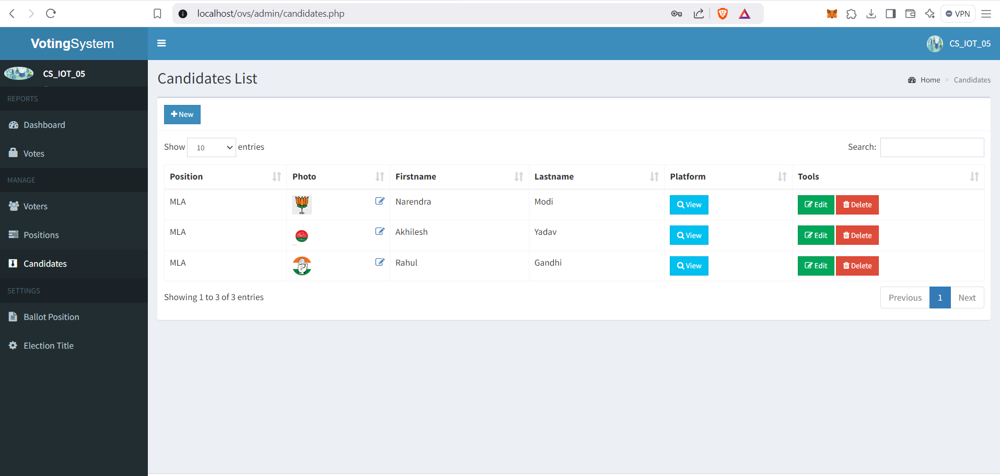 localhost/ovs/admin/candidates.php
VPN
VotingSystem
CS_IOT_05
CS_IOT_05
Candidates List
Home > Candidates
REPORTS
New
Dashboard
Show 10 entries
Search:
Votes
Position Photo Firstname Lastname Platform Tools
MANAGE
MLA Narendra Modi View Edit Delete
Voters
MLA Akhilesh Yadav View Edit Delete
Positions
MLA Rahul Gandhi View Edit Delete
Candidates
SETTINGS
Showing 1 to 3 of 3 entries
Previous 1 Next
Ballot Position
Election Title